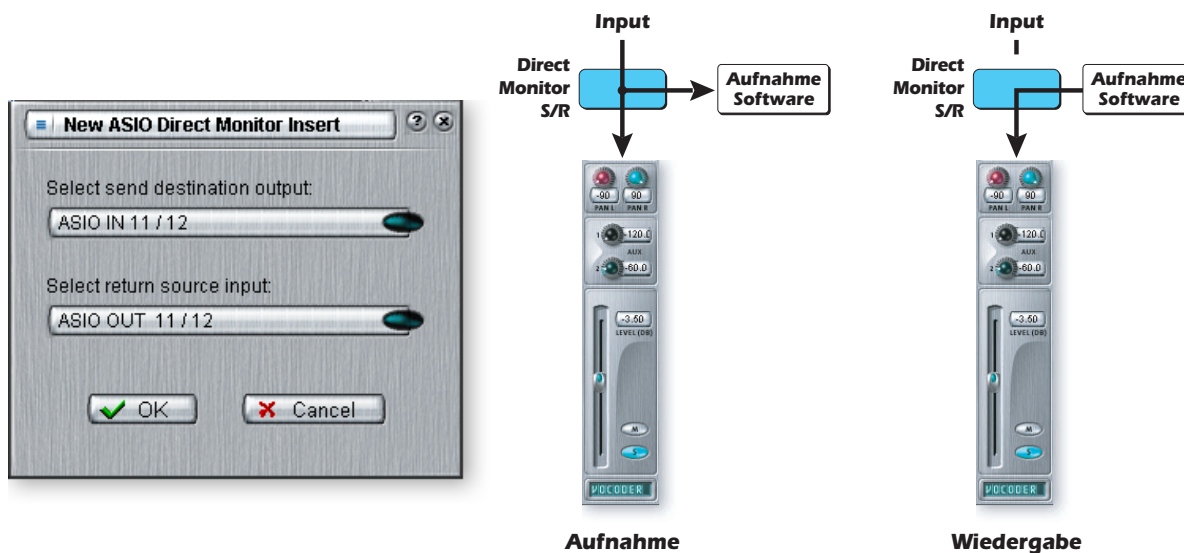 New ASIO Direct Monitor Insert
Select send destination output:
ASIO IN 11 / 12
Select return source input:
ASIO OUT 11 / 12
OK
Cancel
Input
Direct
Monitor
S/R
Aufnahme
Software
-90 90
PAN L PAN R
1 -120.0
AUX
2 -60.0
-3.50
LEVEL (DB)
M
S
VOCODER
Aufnahme
Input
Direct
Monitor
S/R
Aufnahme
Software
-90 90
PAN L PAN R
1 -120.0
AUX
2 -60.0
-3.50
LEVEL (DB)
M
S
VOCODER
Wiedergabe